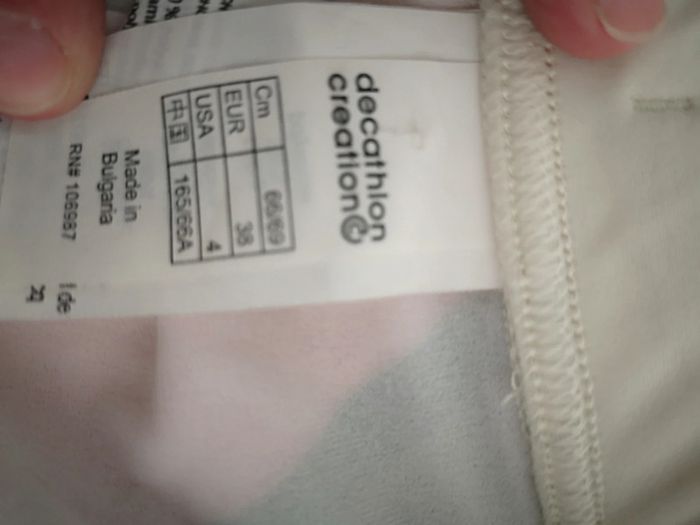 decathlon
creation©
Cm 66/69
EUR 38
USA 4
中国 165/66A
Made in
Bulgaria
RN# 106987